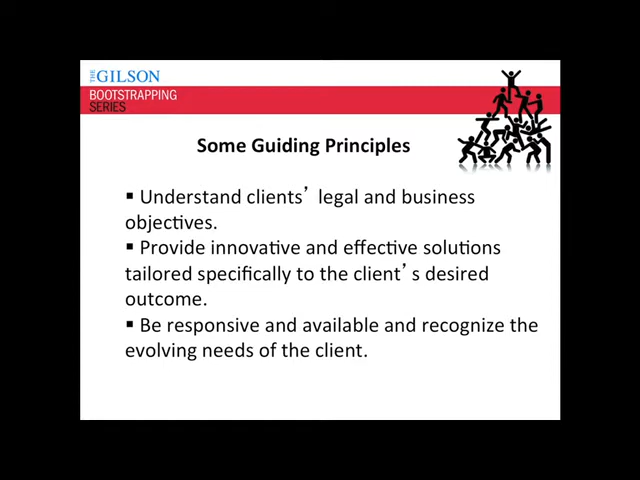 THE GILSON
BOOTSTRAPPING
SERIES
Some Guiding Principles
▪ Understand clients’ legal and business
objectives.
▪ Provide innovative and effective solutions
tailored specifically to the client’s desired
outcome.
▪ Be responsive and available and recognize the
evolving needs of the client.